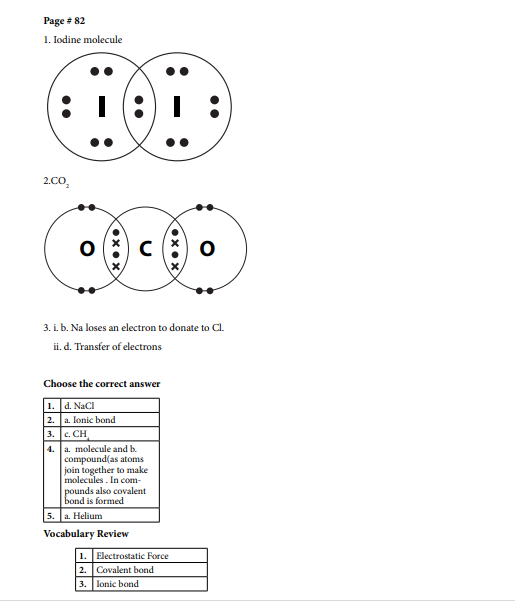 Page # 82
1. Iodine molecule
I I
2.CO2
O C O
3. i. b. Na loses an electron to donate to Cl.
ii. d. Transfer of electrons
Choose the correct answer
1. d. NaCl
2. a. Ionic bond
3. c. CH4
4. a. molecule and b.
compound(as atoms
join together to make
molecules . In com-
pounds also covalent
bond is formed
5. a. Helium
Vocabulary Review
1. Electrostatic Force
2. Covalent bond
3. Ionic bond